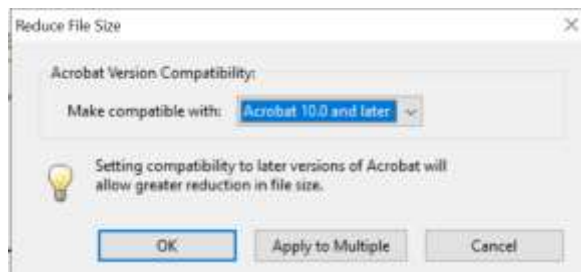 Reduce File Size
Acrobat Version Compatibility:
Make compatible with: Acrobat 10.0 and later
Setting compatibility to later versions of Acrobat will
allow greater reduction in file size.
OK Apply to Multiple Cancel